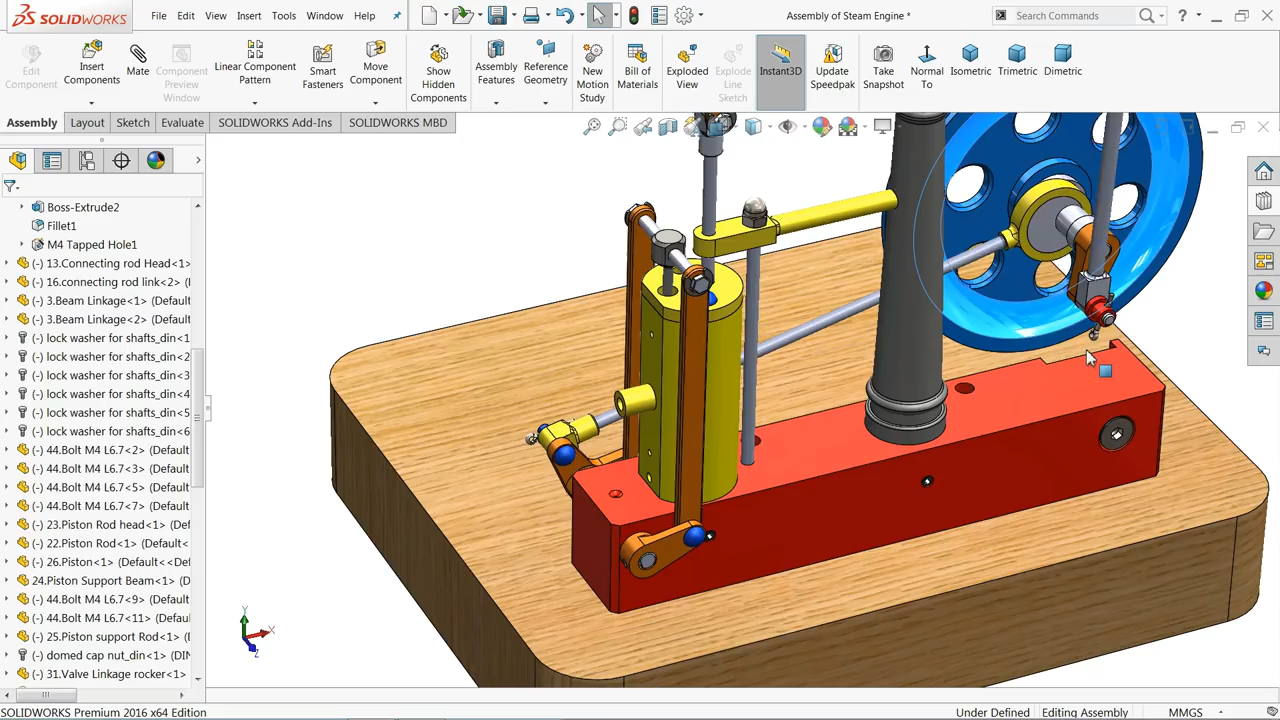 SOLIDWORKS
File Edit View Insert Tools Window Help
Assembly of Steam Engine *
Search Commands
?
Edit Component
Insert Components
Mate
Component Preview Window
Linear Component Pattern
Smart Fasteners
Move Component
Show Hidden Components
Assembly Features
Reference Geometry
New Motion Study
Bill of Materials
Exploded View
Explode Line Sketch
Instant3D
Update Speedpak
Take Snapshot
Normal To
Isometric
Trimetric
Dimetric
Assembly Layout Sketch Evaluate SOLIDWORKS Add-Ins SOLIDWORKS MBD
Boss-Extrude2
Fillet1
M4 Tapped Hole1
(-) 13.Connecting rod Head<1>
(-) 16.connecting rod link<2> (
(-) 3.Beam Linkage<1> (Default
(-) 3.Beam Linkage<2> (Default
(-) lock washer for shafts_din<1
(-) lock washer for shafts_din<2
(-) lock washer for shafts_din<3
(-) lock washer for shafts_din<4
(-) lock washer for shafts_din<5
(-) lock washer for shafts_din<6
(-) 44.Bolt M4 L6.7<2> (Default
(-) 44.Bolt M4 L6.7<3> (Default
(-) 44.Bolt M4 L6.7<5> (Default
(-) 44.Bolt M4 L6.7<7> (Default
(-) 23.Piston Rod head<1> (Def
(-) 22.Piston Rod<1> (Default<
(-) 26.Piston<1> (Default<<Def
24.Piston Support Beam<1> (D
(-) 44.Bolt M4 L6.7<9> (Default
(-) 44.Bolt M4 L6.7<11> (Defaul
(-) 25.Piston support Rod<1> (
(-) domed cap nut_din<1> (DIN
(-) 31.Valve Linkage rocker<1> (
Y
X
Z
SOLIDWORKS Premium 2016 x64 Edition
Under Defined Editing Assembly MMGS